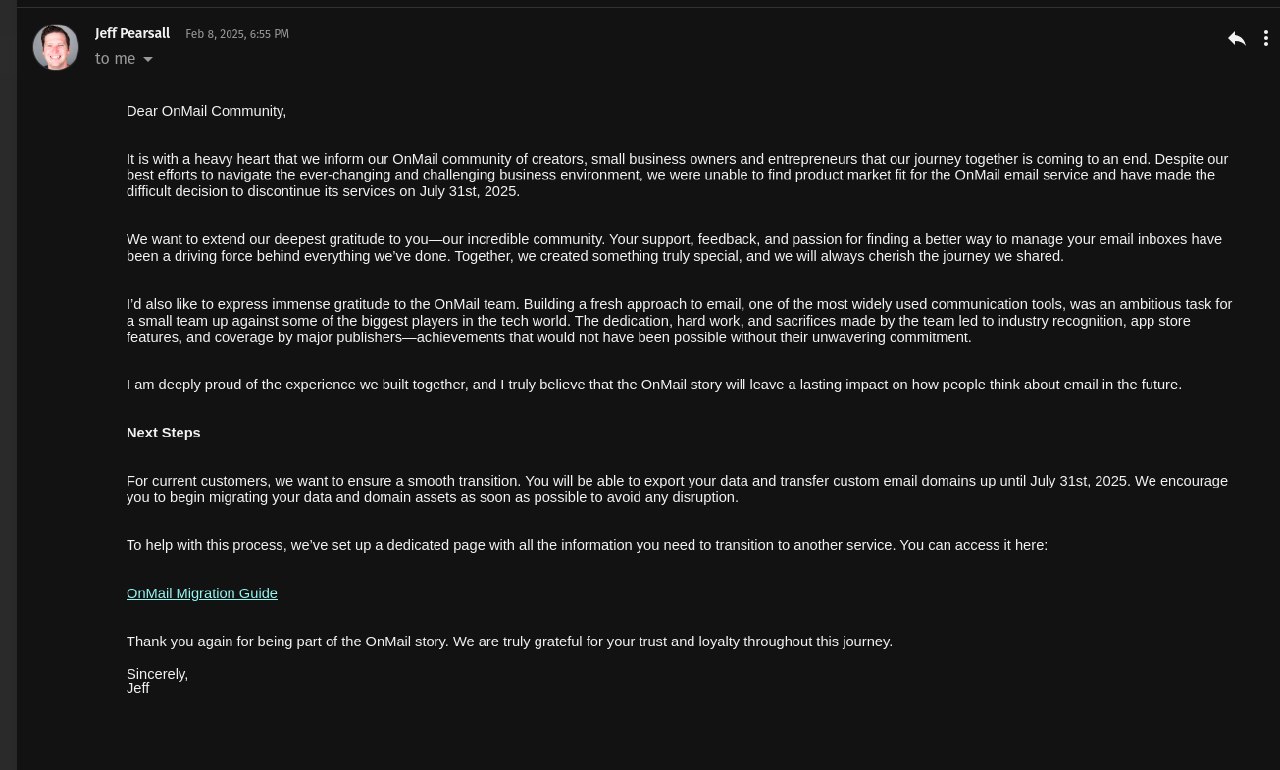 Jeff Pearsall Feb 8, 2025, 6:55 PM
to me
Dear OnMail Community,
It is with a heavy heart that we inform our OnMail community of creators, small business owners and entrepreneurs that our journey together is coming to an end. Despite our
best efforts to navigate the ever-changing and challenging business environment, we were unable to find product market fit for the OnMail email service and have made the
difficult decision to discontinue its services on July 31st, 2025.
We want to extend our deepest gratitude to you—our incredible community. Your support, feedback, and passion for finding a better way to manage your email inboxes have
been a driving force behind everything we’ve done. Together, we created something truly special, and we will always cherish the journey we shared.
I’d also like to express immense gratitude to the OnMail team. Building a fresh approach to email, one of the most widely used communication tools, was an ambitious task for
a small team up against some of the biggest players in the tech world. The dedication, hard work, and sacrifices made by the team led to industry recognition, app store
features, and coverage by major publishers—achievements that would not have been possible without their unwavering commitment.
I am deeply proud of the experience we built together, and I truly believe that the OnMail story will leave a lasting impact on how people think about email in the future.
Next Steps
For current customers, we want to ensure a smooth transition. You will be able to export your data and transfer custom email domains up until July 31st, 2025. We encourage
you to begin migrating your data and domain assets as soon as possible to avoid any disruption.
To help with this process, we’ve set up a dedicated page with all the information you need to transition to another service. You can access it here:
OnMail Migration Guide
Thank you again for being part of the OnMail story. We are truly grateful for your trust and loyalty throughout this journey.
Sincerely,
Jeff